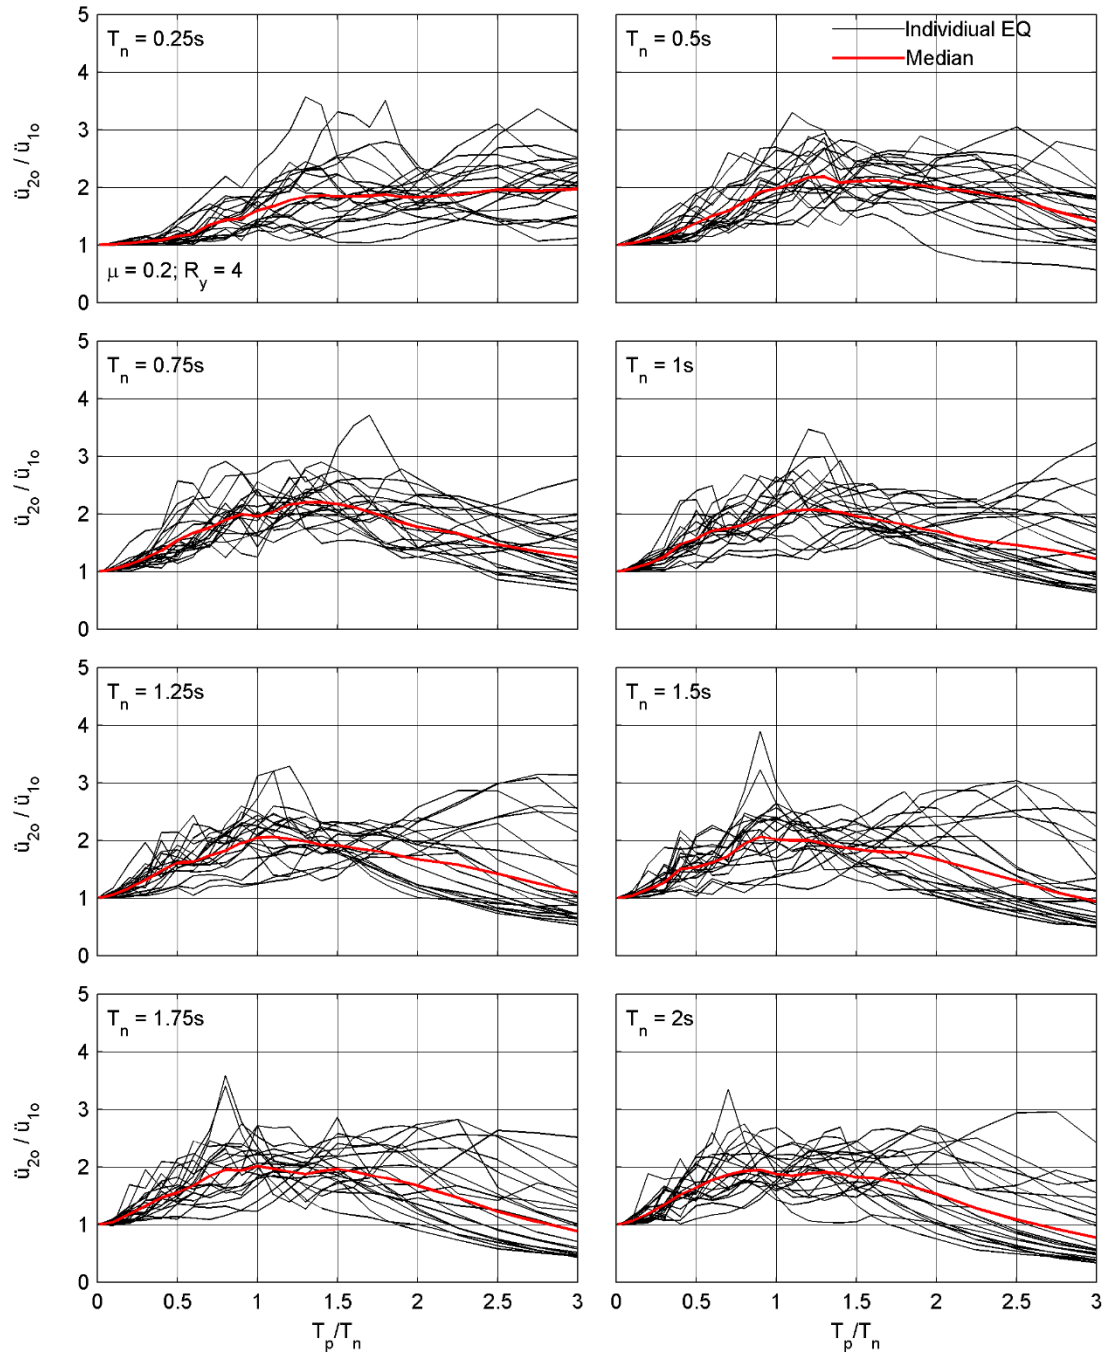 5
4
3
2
1
0
ü2o / ü1o
Tn = 0.25s
μ = 0.2; Ry = 4
Tn = 0.5s
Individiual EQ
Median
5
4
3
2
1
0
ü2o / ü1o
Tn = 0.75s
Tn = 1s
5
4
3
2
1
0
ü2o / ü1o
Tn = 1.25s
Tn = 1.5s
5
4
3
2
1
0
ü2o / ü1o
Tn = 1.75s
Tn = 2s
0 0.5 1 1.5 2 2.5 3
0 0.5 1 1.5 2 2.5 3
Tp/Tn
Tp/Tn